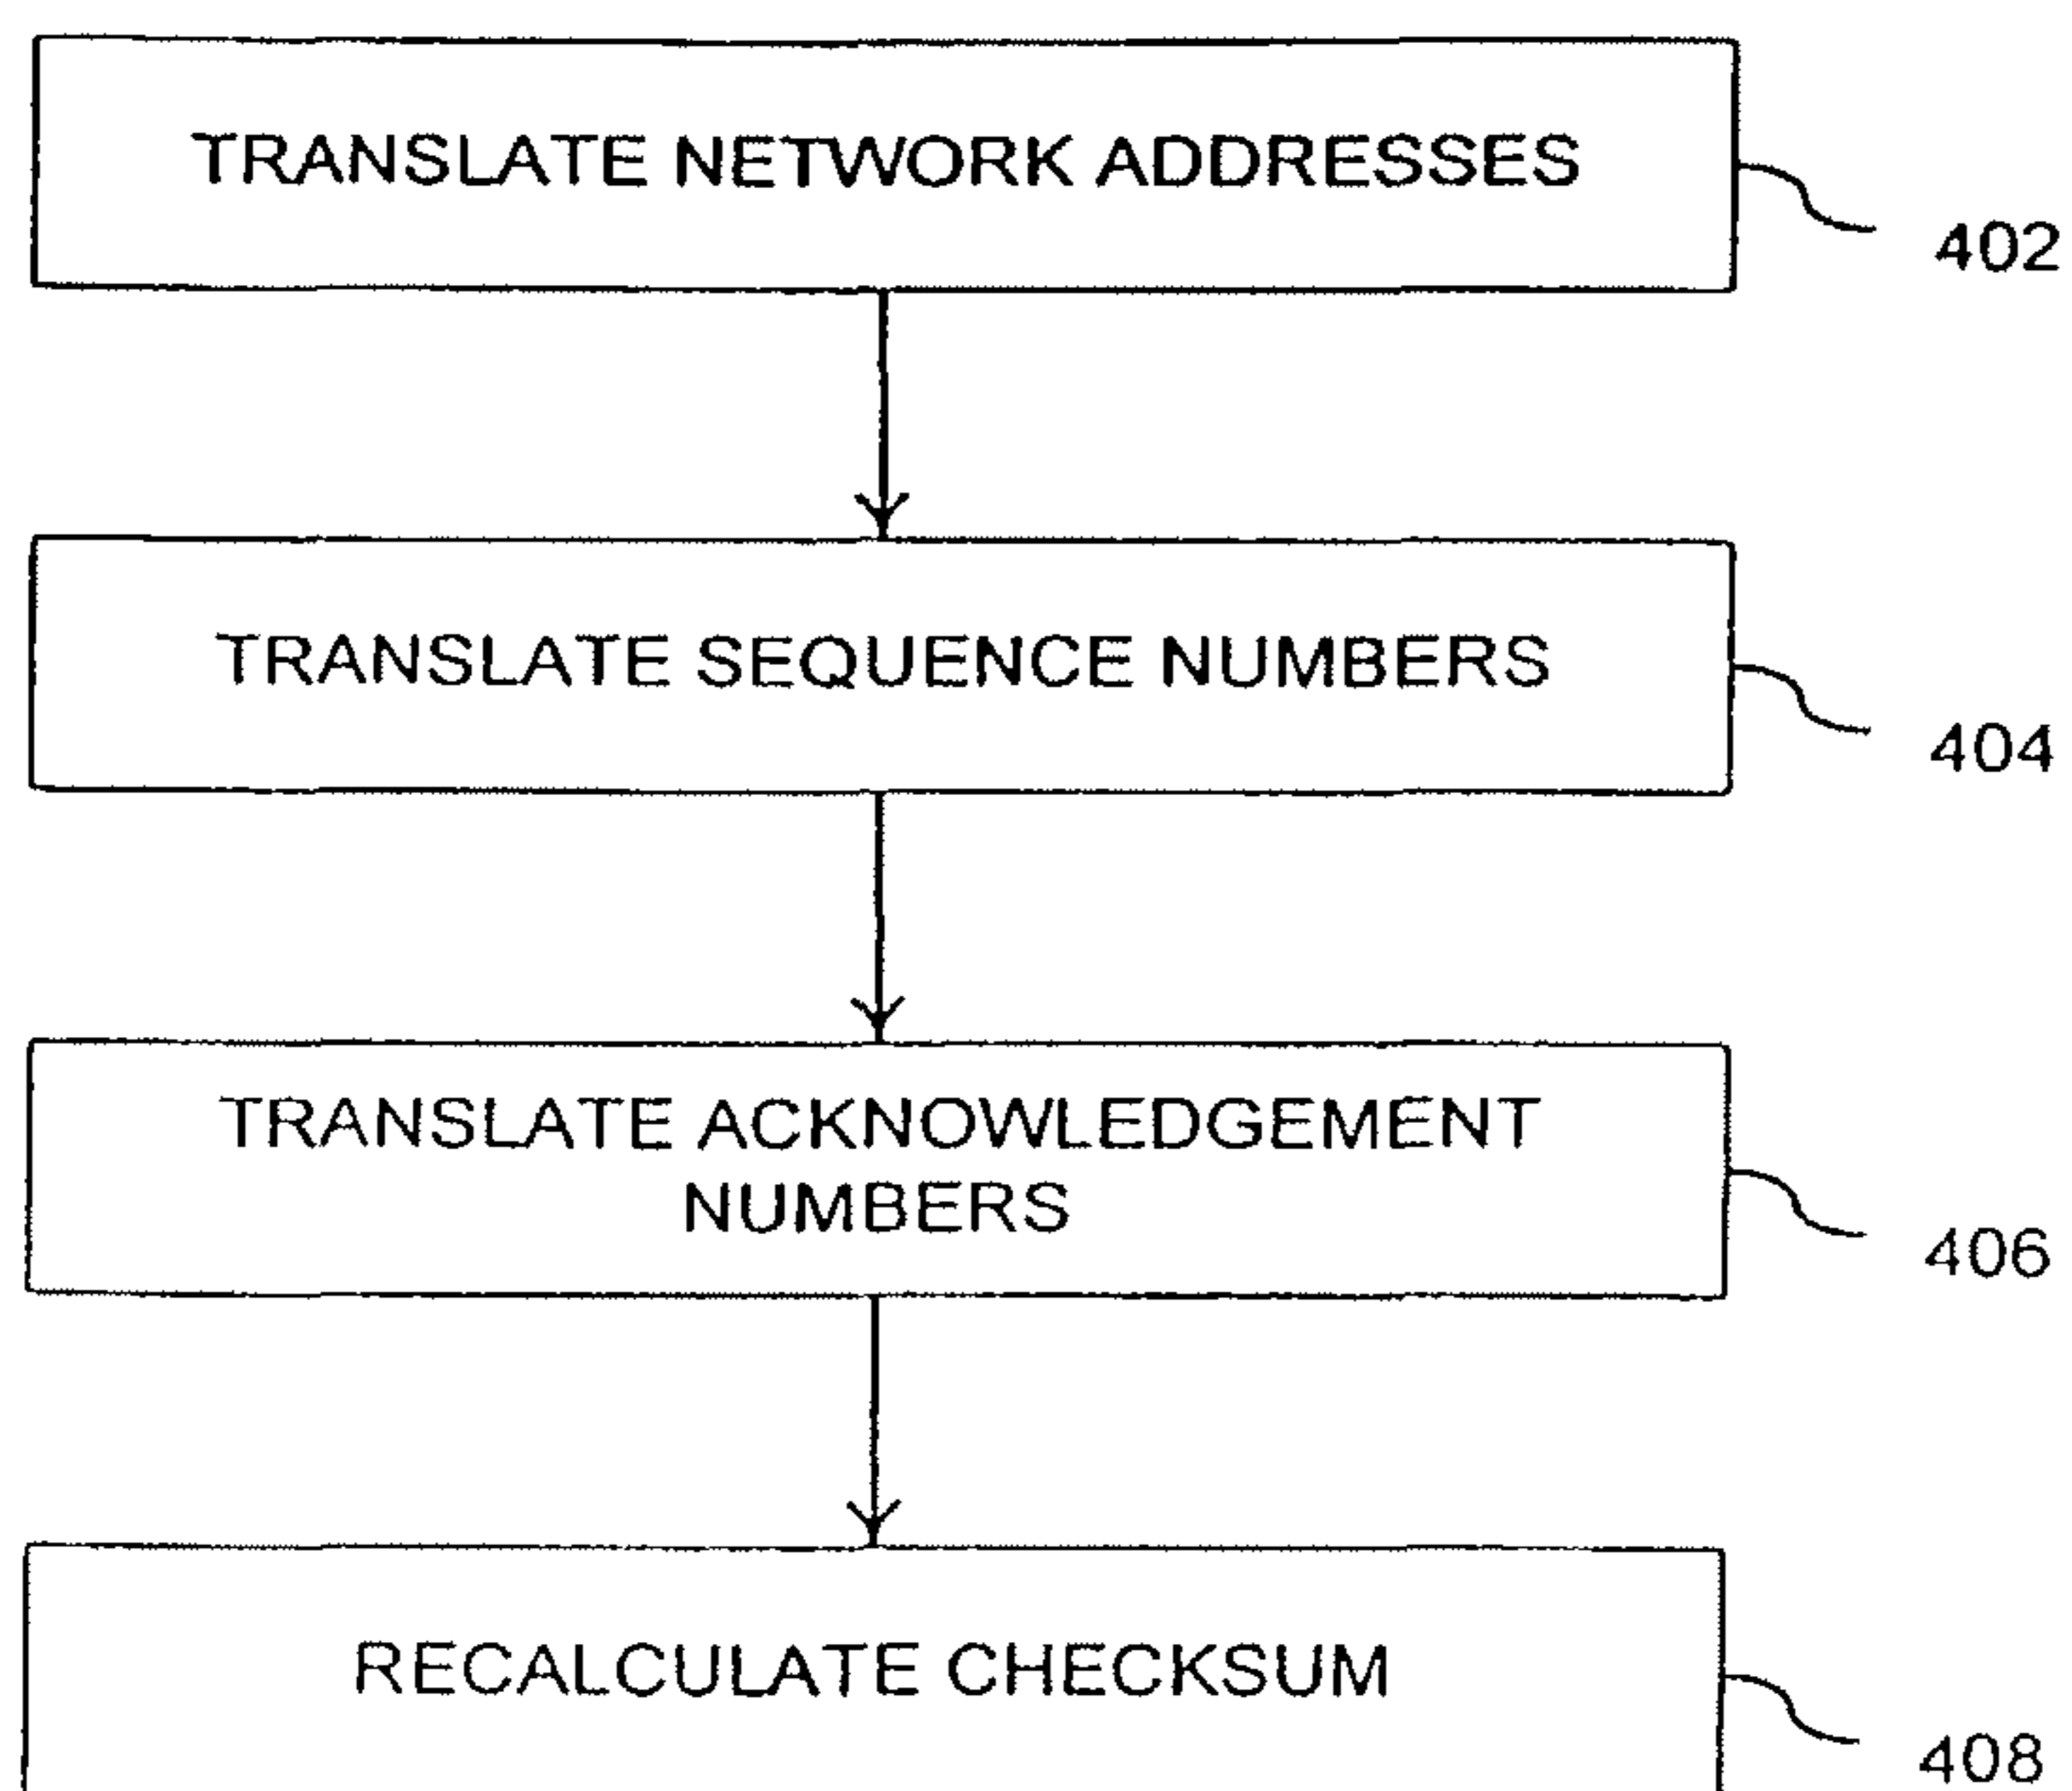 TRANSLATE NETWORK ADDRESSES
402
TRANSLATE SEQUENCE NUMBERS
404
TRANSLATE ACKNOWLEDGEMENT
NUMBERS
406
RECALCULATE CHECKSUM
408